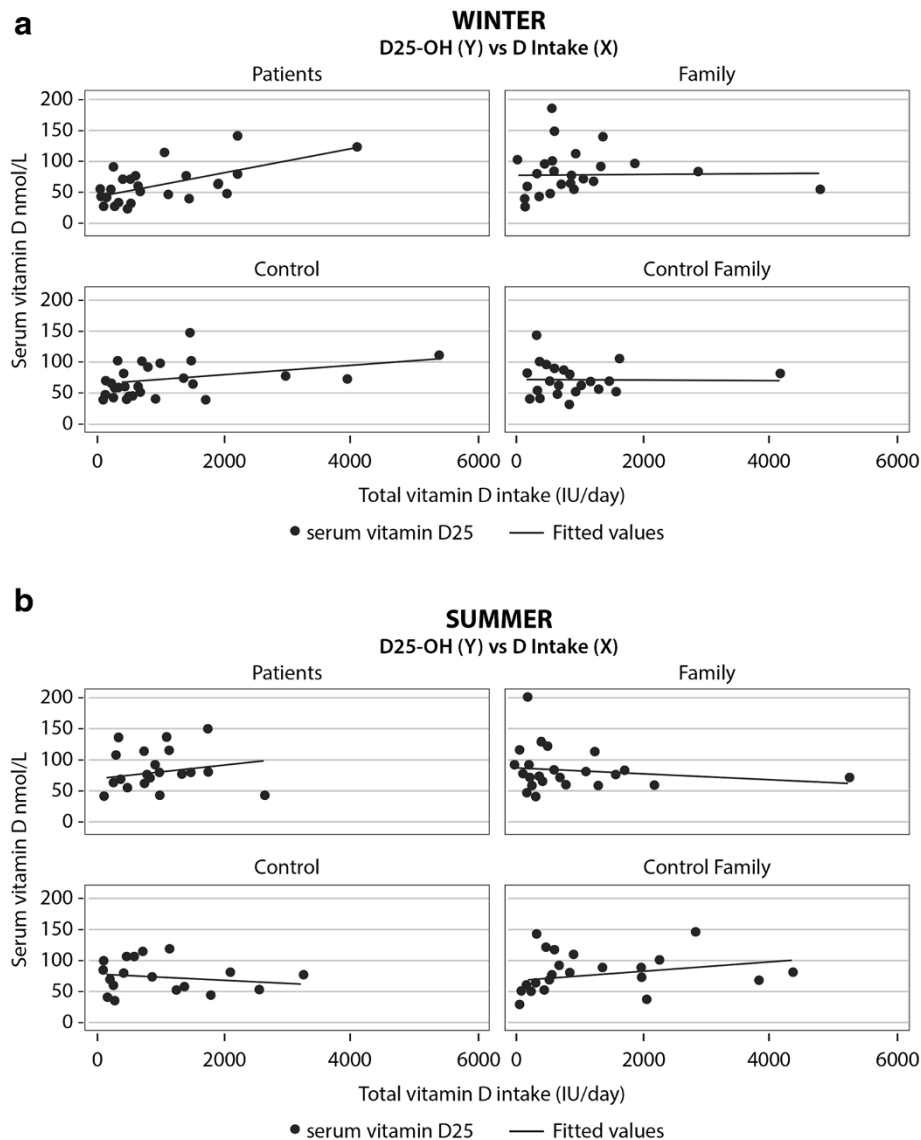 a
WINTER
D25-OH (Y) vs D Intake (X)
Patients Family
200
150
100
50
0
Control Control Family
200
150
100
50
0
Serum vitamin D nmol/L
0 2000 4000 6000 0 2000 4000 6000
Total vitamin D intake (IU/day)
serum vitamin D25 Fitted values
b
SUMMER
D25-OH (Y) vs D Intake (X)
Patients Family
200
150
100
50
0
Control Control Family
200
150
100
50
0
Serum vitamin D nmol/L
0 2000 4000 6000 0 2000 4000 6000
Total vitamin D intake (IU/day)
serum vitamin D25 Fitted values